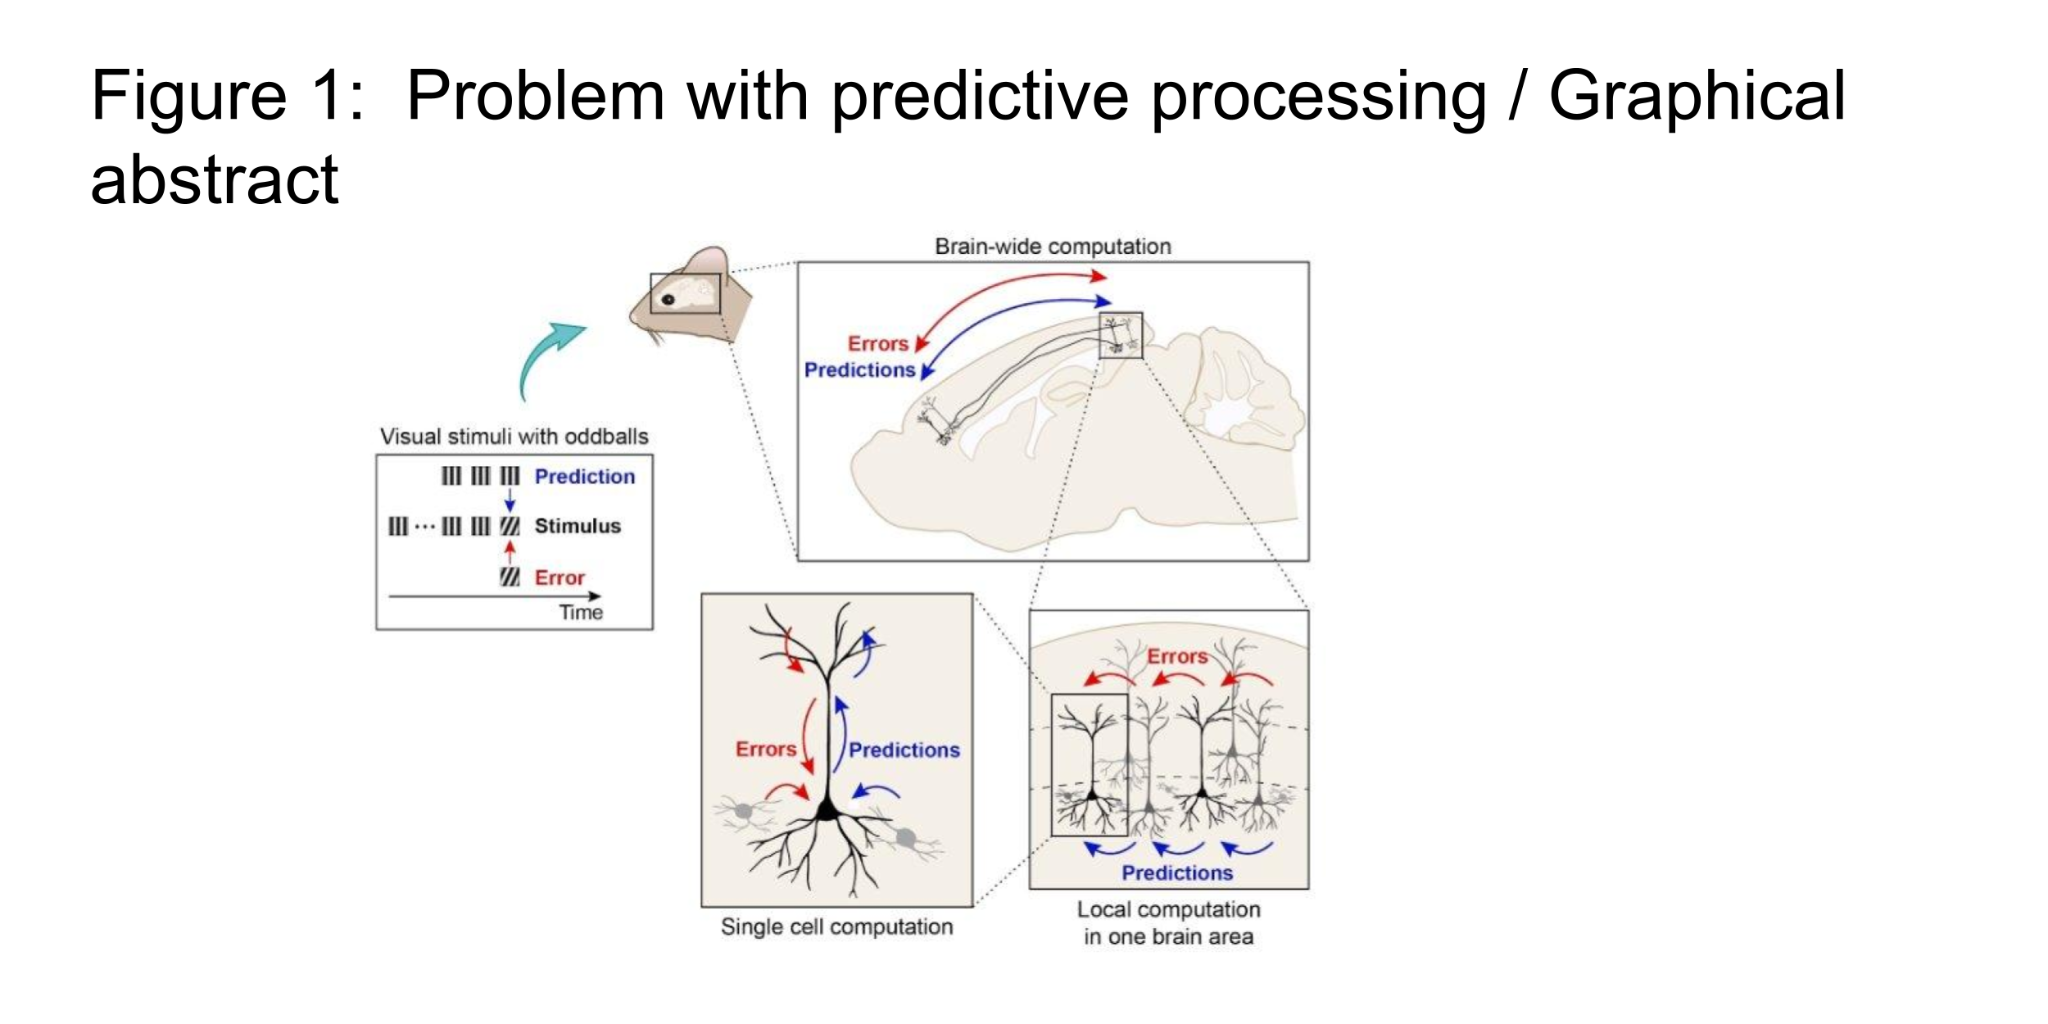 Figure 1:  Problem with predictive processing / Graphical
abstract
Brain-wide computation
Errors
Predictions
Visual stimuli with oddballs
Prediction
Stimulus
Error
Time
Errors
Predictions
Single cell computation
Errors
Predictions
Local computation
in one brain area